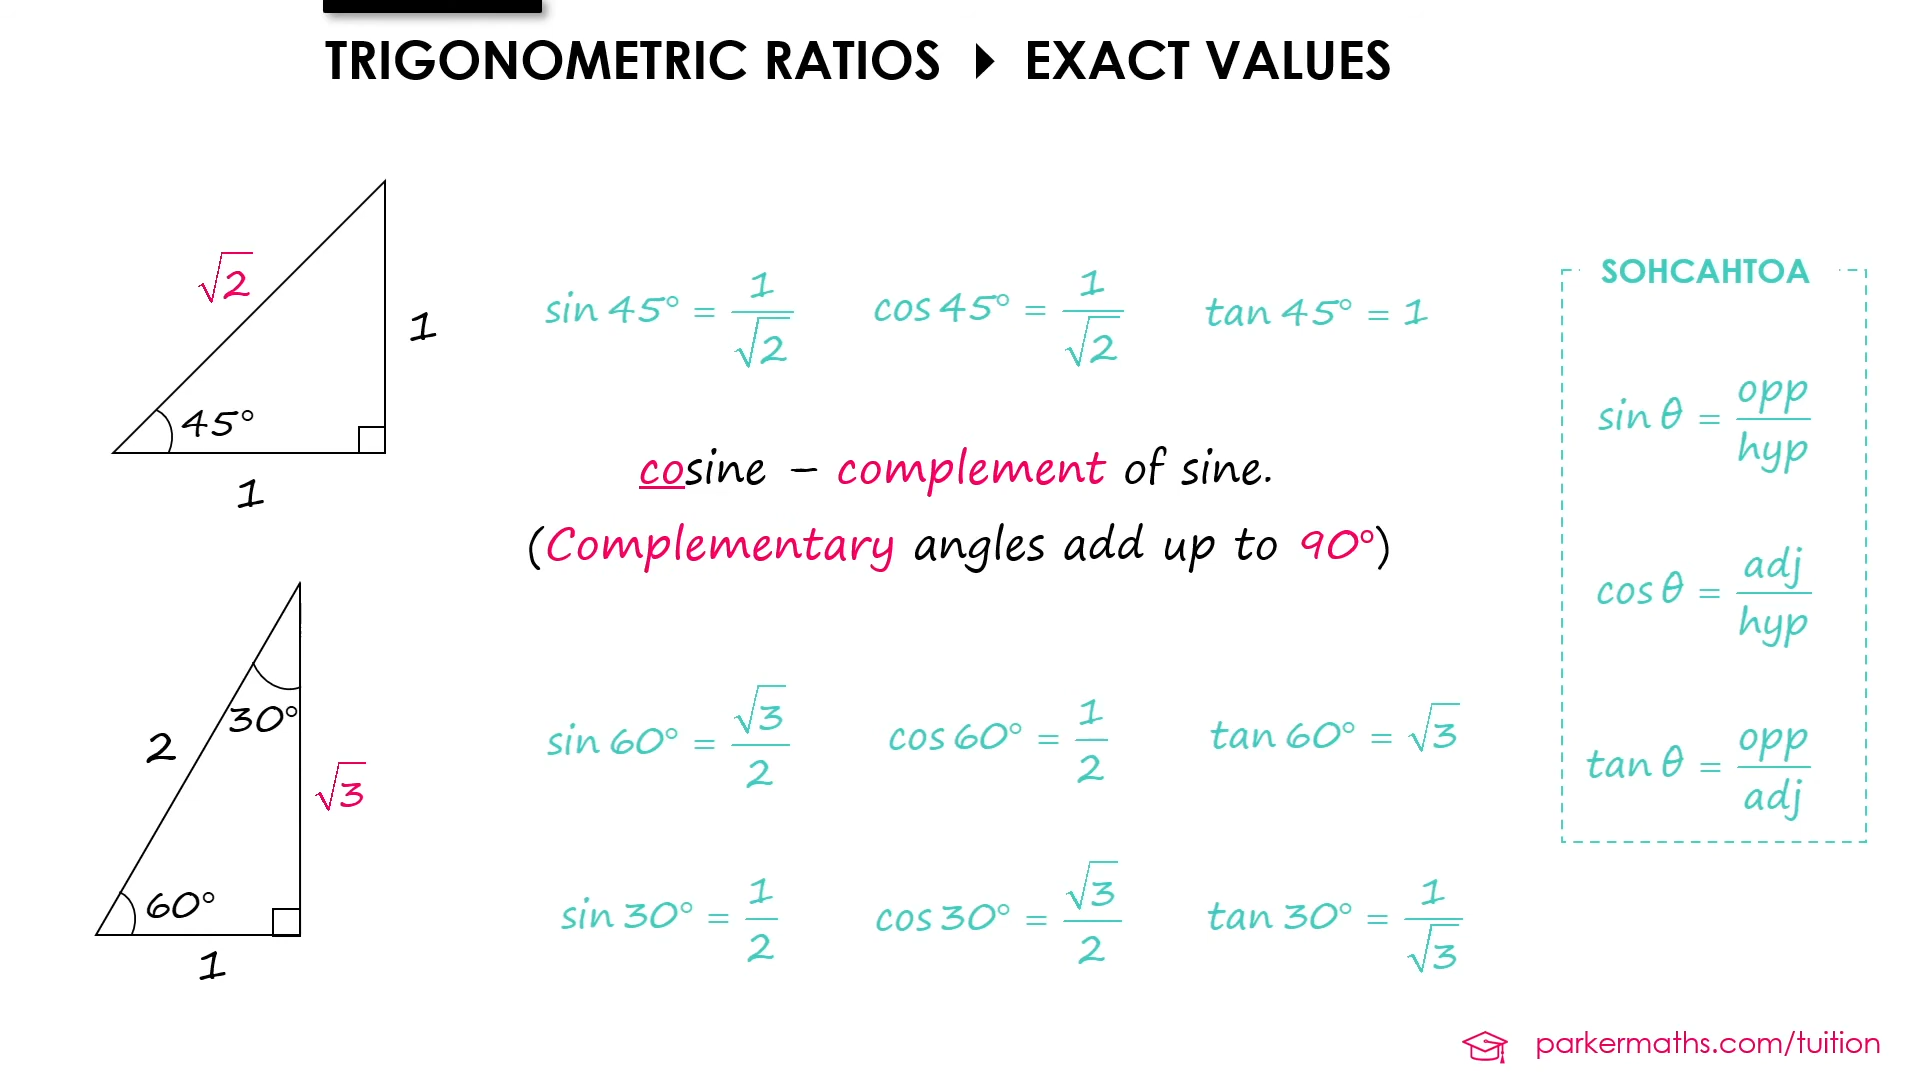 TRIGONOMETRIC RATIOS ▶ EXACT VALUES
√2
1
45°
1
sin 45° = 1/√2
cos 45° = 1/√2
tan 45° = 1
cosine – complement of sine.
(Complementary angles add up to 90°)
30°
2
√3
60°
1
sin 60° = √3/2
cos 60° = 1/2
tan 60° = √3
sin 30° = 1/2
cos 30° = √3/2
tan 30° = 1/√3
SOHCAHTOA
sin θ = opp/hyp
cos θ = adj/hyp
tan θ = opp/adj
parkermaths.com/tuition